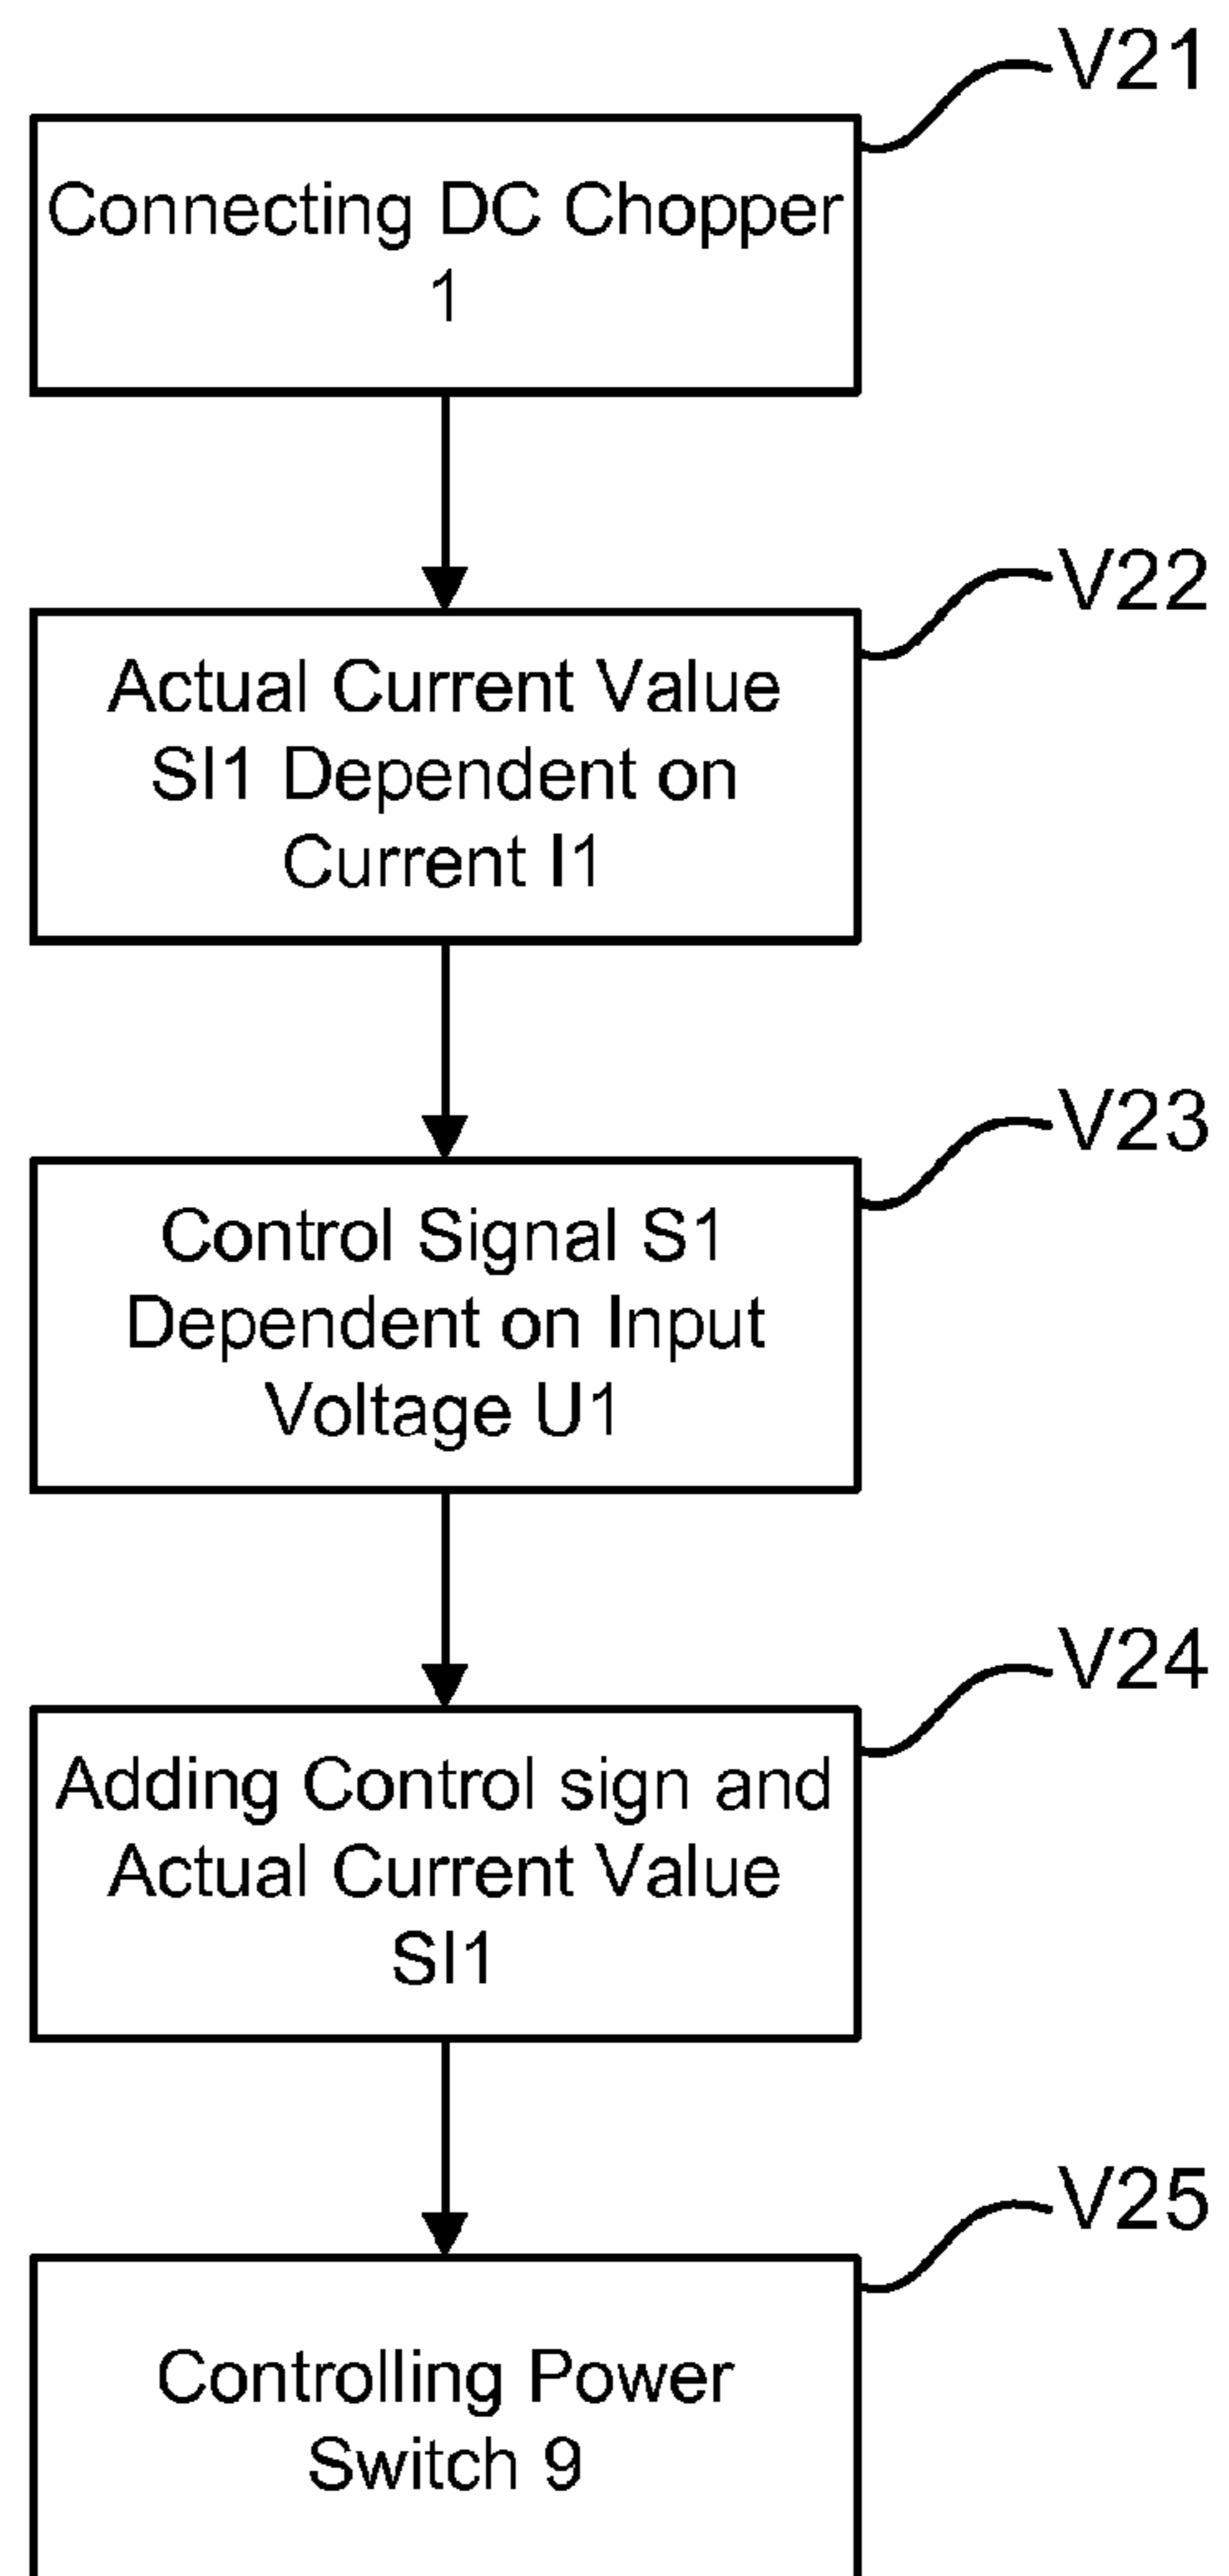 V21
Connecting DC Chopper
1
V22
Actual Current Value
SI1 Dependent on
Current I1
V23
Control Signal S1
Dependent on Input
Voltage U1
V24
Adding Control sign and
Actual Current Value
SI1
V25
Controlling Power
Switch 9